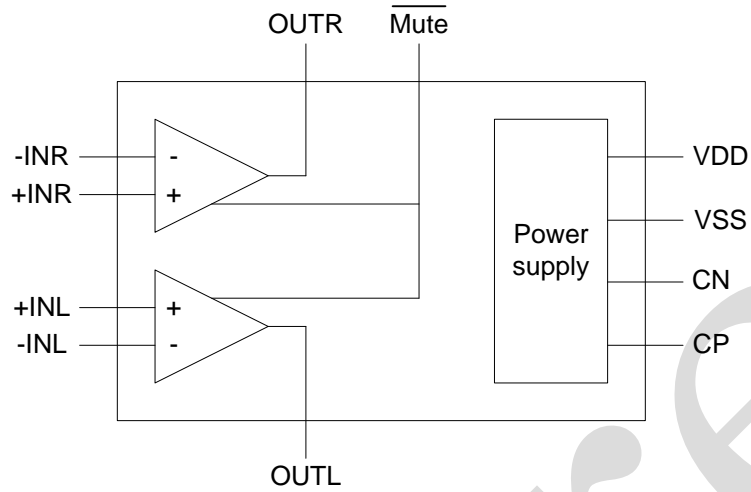 OUTR
Mute
-INR
+INR
-
+
+INL
-INL
+
-
OUTL
Power
supply
VDD
VSS
CN
CP